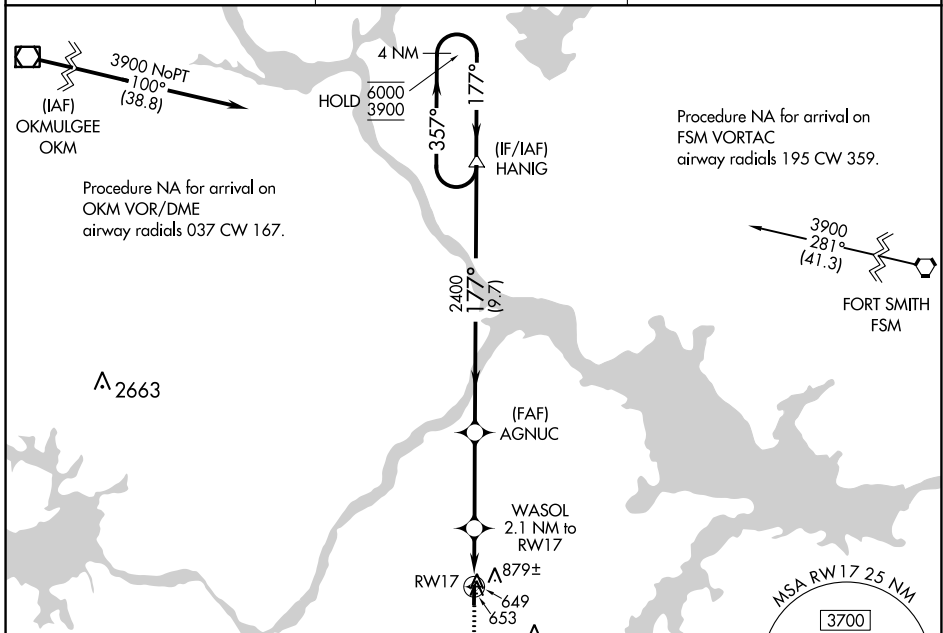 3900 NoPT
100°
(38.8)
(IAF)
OKMULGEE
OKM
4 NM
HOLD
6000
3900
357°
177°
(IF/IAF)
HANIG
Procedure NA for arrival on
FSM VORTAC
airway radials 195 CW 359.
Procedure NA for arrival on
OKM VOR/DME
airway radials 037 CW 167.
3900
281°
(41.3)
FORT SMITH
FSM
2400
177°
(9.7)
2663
(FAF)
AGNUC
WASOL
2.1 NM to
RW17
RW17
879±
649
653
MSA RW17 25 NM
3700